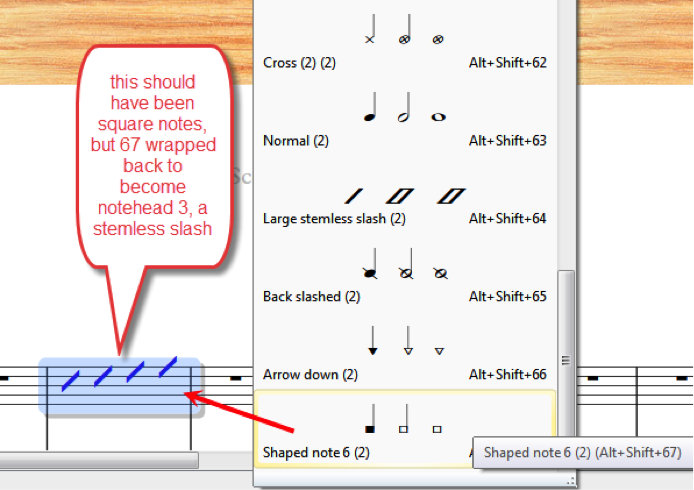 Cross (2) (2) Alt+Shift+62
this should
have been
square notes,
but 67 wrapped
back to
become
notehead 3, a
stemless slash
Sc
Normal (2) Alt+Shift+63
Large stemless slash (2) Alt+Shift+64
Back slashed (2) Alt+Shift+65
Arrow down (2) Alt+Shift+66
Shaped note 6 (2) A
Shaped note 6 (2) (Alt+Shift+67)